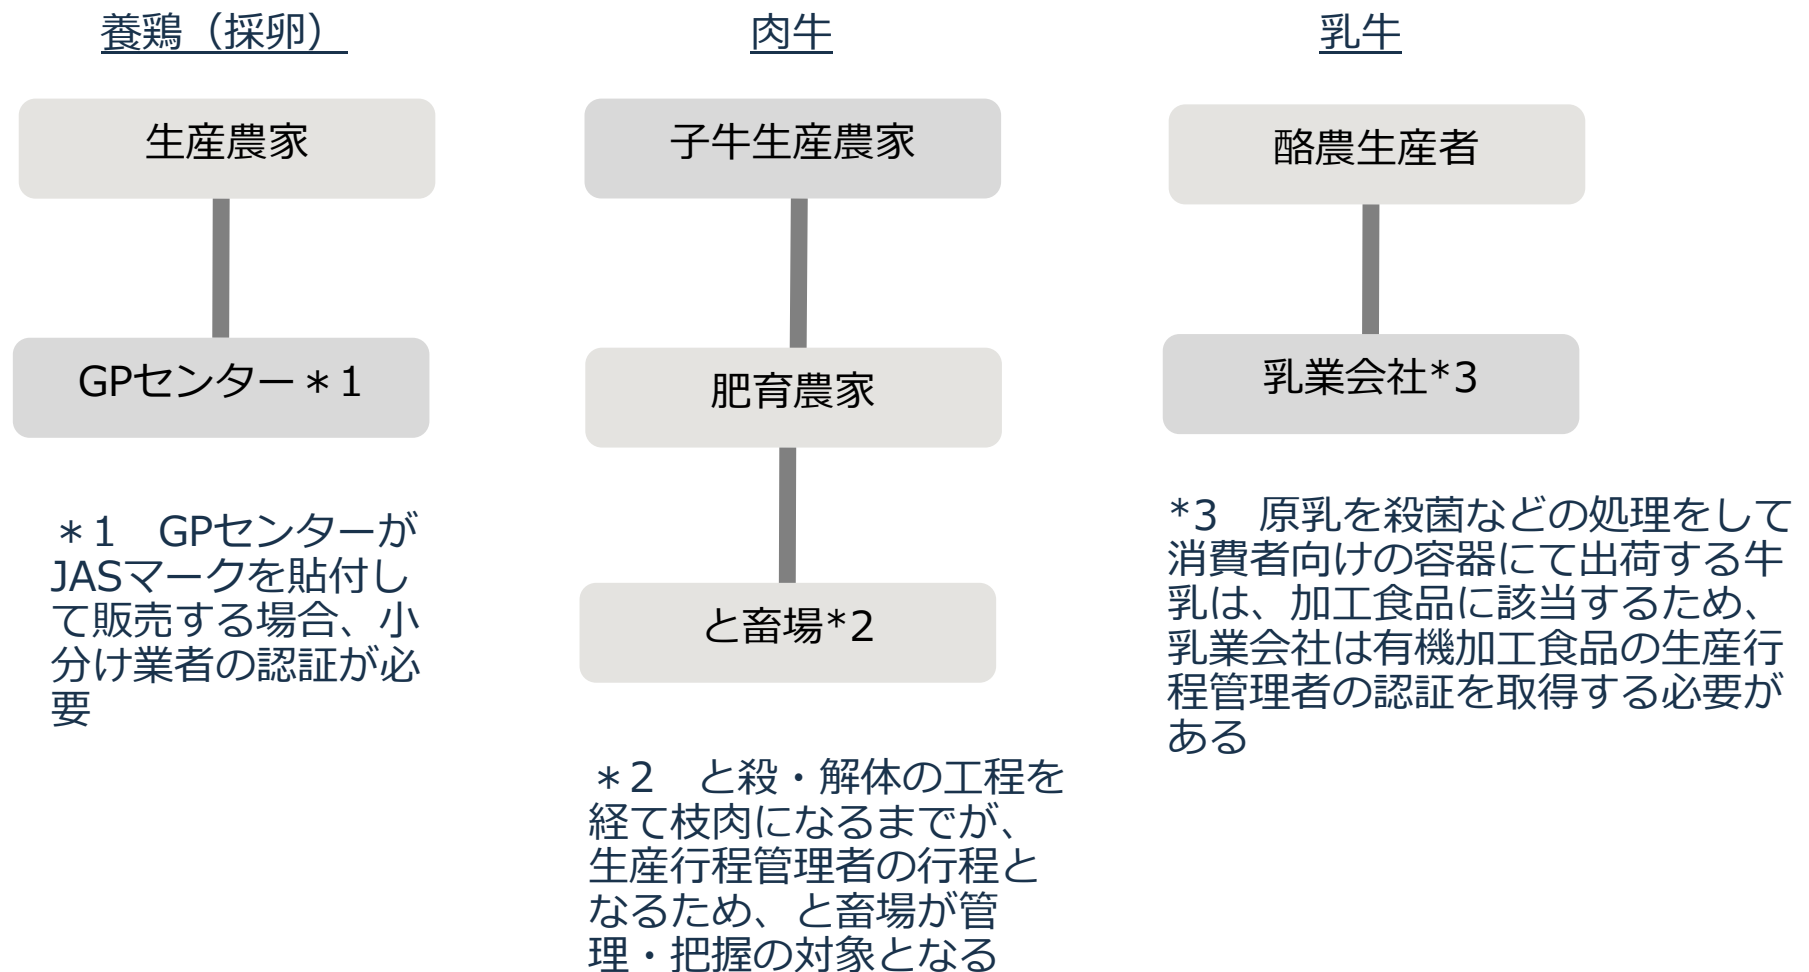 養鶏（採卵）
生産農家
GPセンター＊1
＊1　GPセンターが
JASマークを貼付し
て販売する場合、小
分け業者の認証が必
要
肉牛
子牛生産農家
肥育農家
と畜場*2
＊2　と殺・解体の工程を
経て枝肉になるまでが、
生産行程管理者の行程と
なるため、と畜場が管
理・把握の対象となる
乳牛
酪農生産者
乳業会社*3
*3　原乳を殺菌などの処理をして
消費者向けの容器にて出荷する牛
乳は、加工食品に該当するため、
乳業会社は有機加工食品の生産行
程管理者の認証を取得する必要が
ある